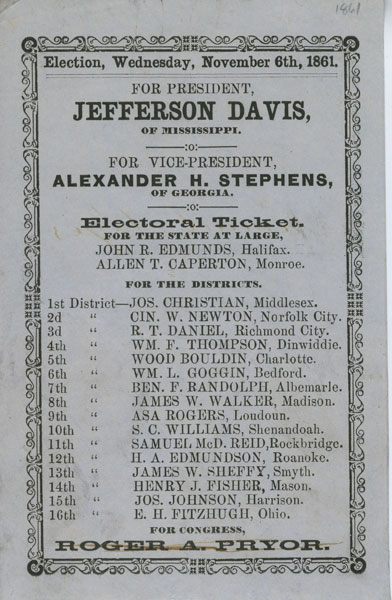 1861
Election, Wednesday, November 6th, 1861.
FOR PRESIDENT,
JEFFERSON DAVIS,
OF MISSISSIPPI.
—:o:—
FOR VICE-PRESIDENT,
ALEXANDER H. STEPHENS,
OF GEORGIA.
—:o:—
Electoral Ticket.
FOR THE STATE AT LARGE,
JOHN R. EDMUNDS, Halifax.
ALLEN T. CAPERTON, Monroe.
FOR THE DISTRICTS.
1st District—JOS. CHRISTIAN, Middlesex.
2d “ CIN. W. NEWTON, Norfolk City.
3d “ R. T. DANIEL, Richmond City.
4th “ WM. F. THOMPSON, Dinwiddie.
5th “ WOOD BOULDIN, Charlotte.
6th “ WM. L. GOGGIN, Bedford.
7th “ BEN. F. RANDOLPH, Albemarle.
8th “ JAMES W. WALKER, Madison.
9th “ ASA ROGERS, Loudoun.
10th “ S. C. WILLIAMS, Shenandoah.
11th “ SAMUEL McD. REID, Rockbridge.
12th “ H. A. EDMUNDSON, Roanoke.
13th “ JAMES W. SHEFFY, Smyth.
14th “ HENRY J. FISHER, Mason.
15th “ JOS. JOHNSON, Harrison.
16th “ E. H. FITZHUGH, Ohio.
FOR CONGRESS,
ROGER A. PRYOR.